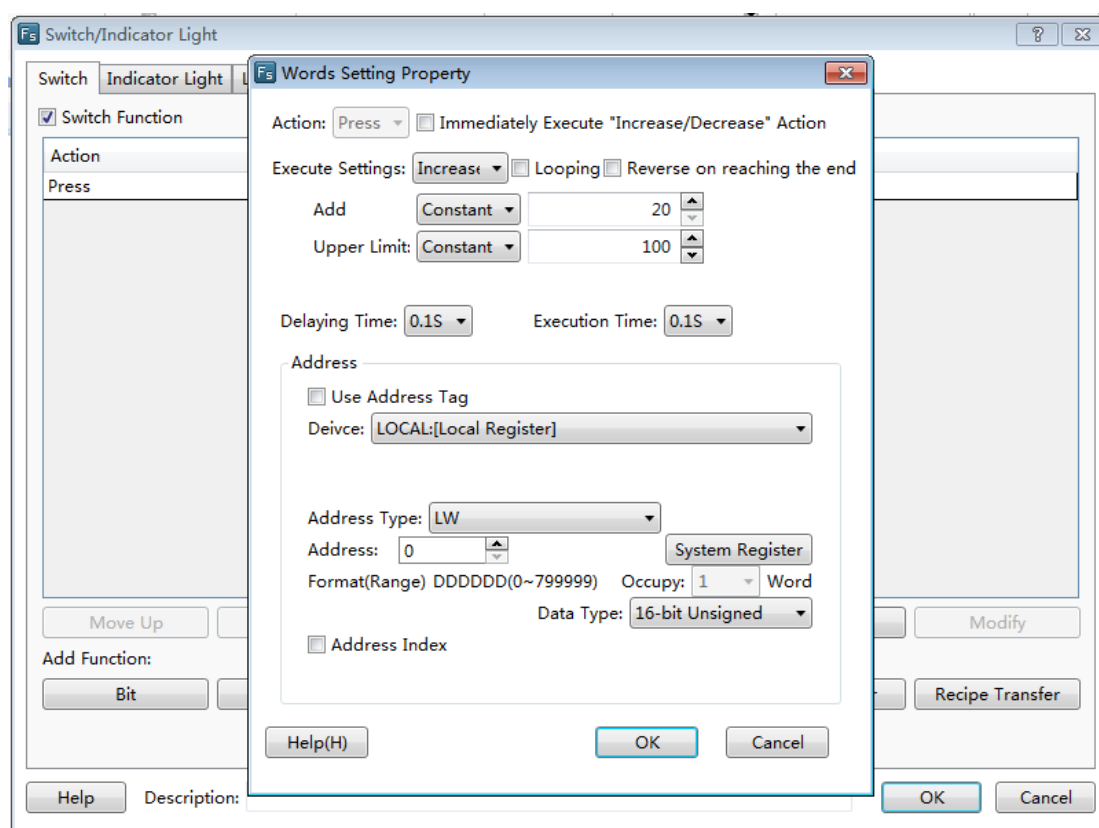 Fs Switch/Indicator Light
Switch Indicator Light
Switch Function
Action
Press
Move Up Modify
Add Function:
Bit Recipe Transfer
Help Description: OK Cancel
Fs Words Setting Property
Action: Press Immediately Execute "Increase/Decrease" Action
Execute Settings: Increase Looping Reverse on reaching the end
Add Constant 20
Upper Limit: Constant 100
Delaying Time: 0.1S Execution Time: 0.1S
Address
Use Address Tag
Deivce: LOCAL:[Local Register]
Address Type: LW
Address: 0 System Register
Format(Range) DDDDDD(0~799999) Occupy: 1 Word
Data Type: 16-bit Unsigned
Address Index
Help(H) OK Cancel